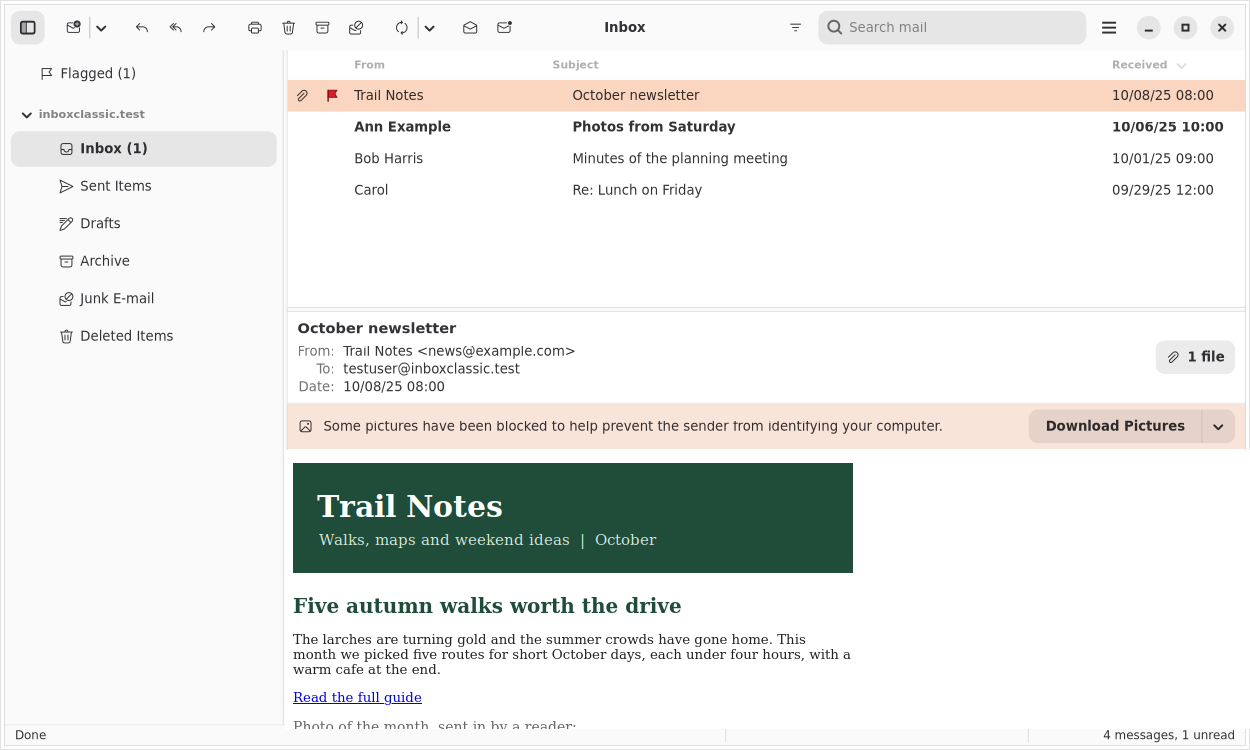 Inbox
Search mail
Flagged (1)
inboxclassic.test
Inbox (1)
Sent Items
Drafts
Archive
Junk E-mail
Deleted Items
From Subject Received
Trail Notes October newsletter 10/08/25 08:00
Ann Example Photos from Saturday 10/06/25 10:00
Bob Harris Minutes of the planning meeting 10/01/25 09:00
Carol Re: Lunch on Friday 09/29/25 12:00
October newsletter
From: Trail Notes <news@example.com>
To: testuser@inboxclassic.test
Date: 10/08/25 08:00
1 file
Some pictures have been blocked to help prevent the sender from identifying your computer.
Download Pictures
Trail Notes
Walks, maps and weekend ideas | October
Five autumn walks worth the drive
The larches are turning gold and the summer crowds have gone home. This
month we picked five routes for short October days, each under four hours, with a
warm cafe at the end.
Read the full guide
Photo of the month, sent in by a reader:
Done
4 messages, 1 unread